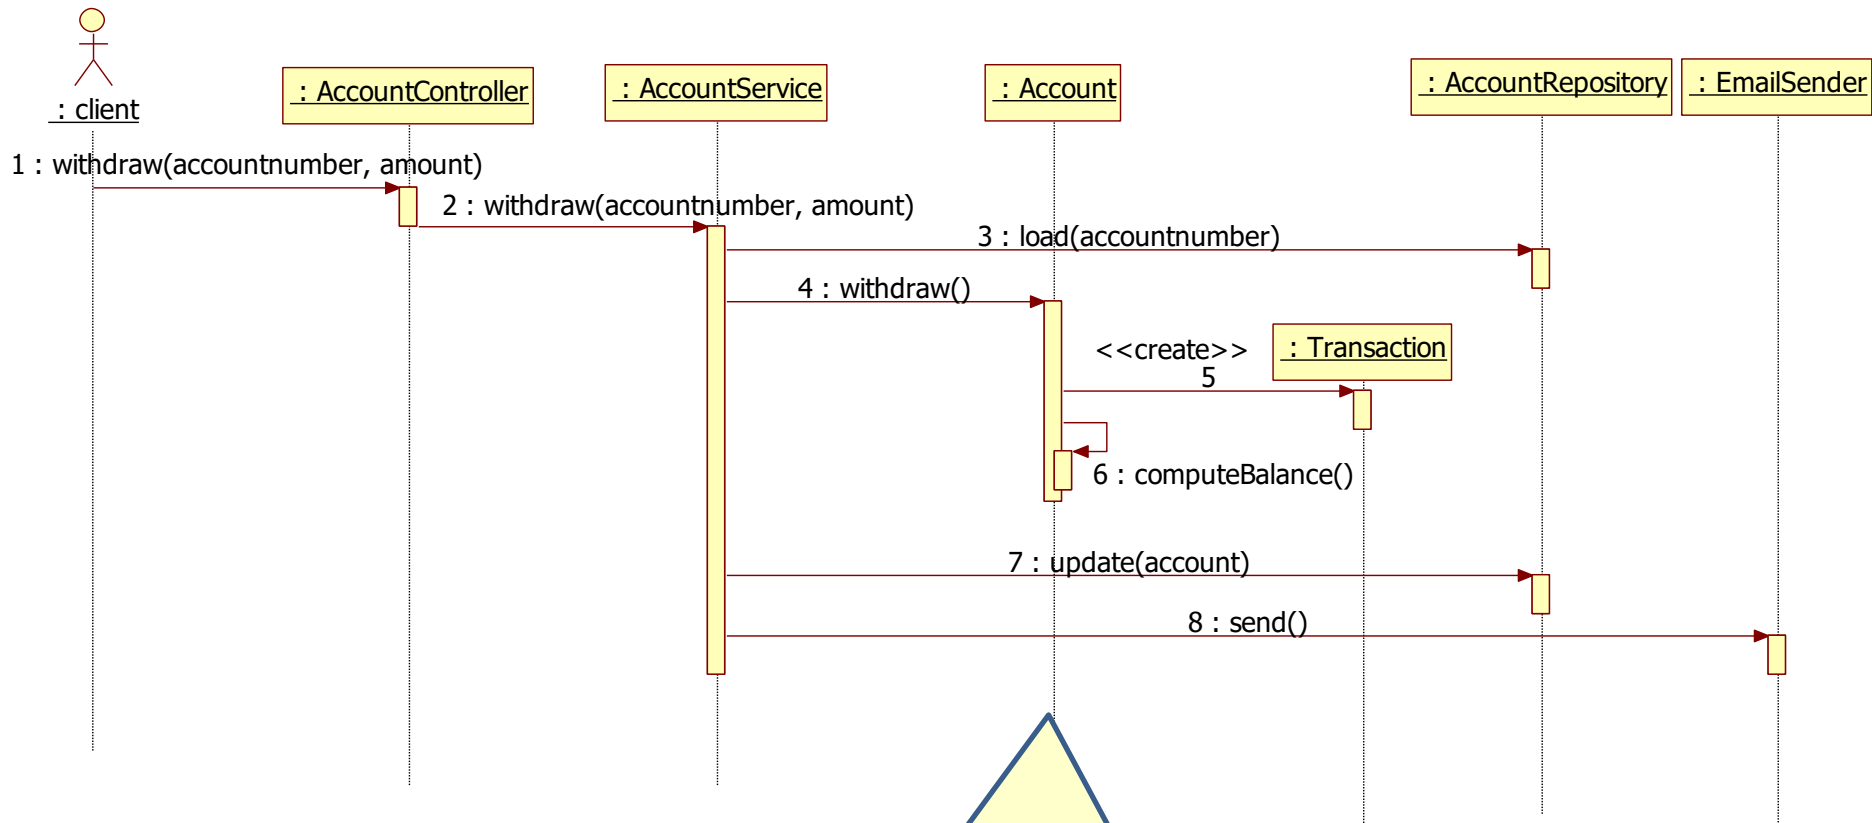 : client
: AccountController
: AccountService
: Account
: AccountRepository
: EmailSender
1 : withdraw(accountnumber, amount)
2 : withdraw(accountnumber, amount)
3 : load(accountnumber)
4 : withdraw()
<<create>>
5
: Transaction
6 : computeBalance()
7 : update(account)
8 : send()